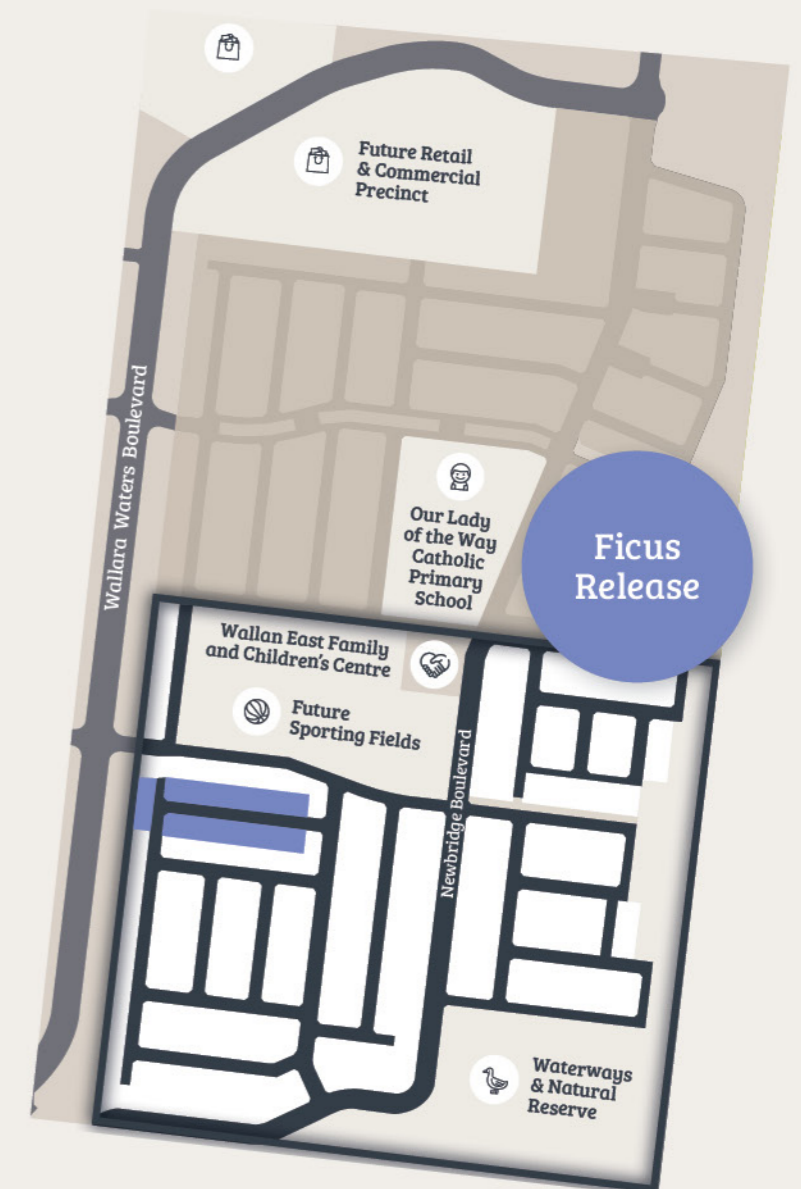 Future Retail
& Commercial
Precinct
Wallara Waters Boulevard
Our Lady
of the Way
Catholic
Primary
School
Ficus
Release
Wallan East Family
and Children's Centre
Future
Sporting Fields
Newbridge Boulevard
Waterways
& Natural
Reserve